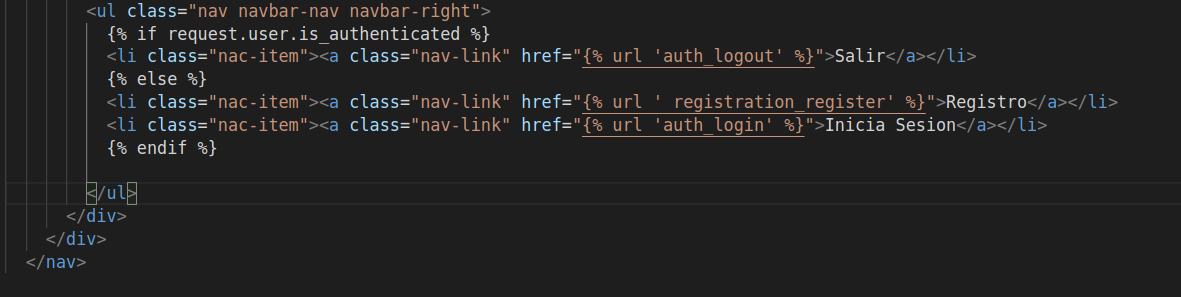 <ul class="nav navbar-nav navbar-right">
{% if request.user.is_authenticated %}
<li class="nac-item"><a class="nav-link" href="{% url 'auth_logout' %}">Salir</a></li>
{% else %}
<li class="nac-item"><a class="nav-link" href="{% url ' registration_register' %}">Registro</a></li>
<li class="nac-item"><a class="nav-link" href="{% url 'auth_login' %}">Inicia Sesion</a></li>
{% endif %}
</ul>
</div>
</div>
</nav>